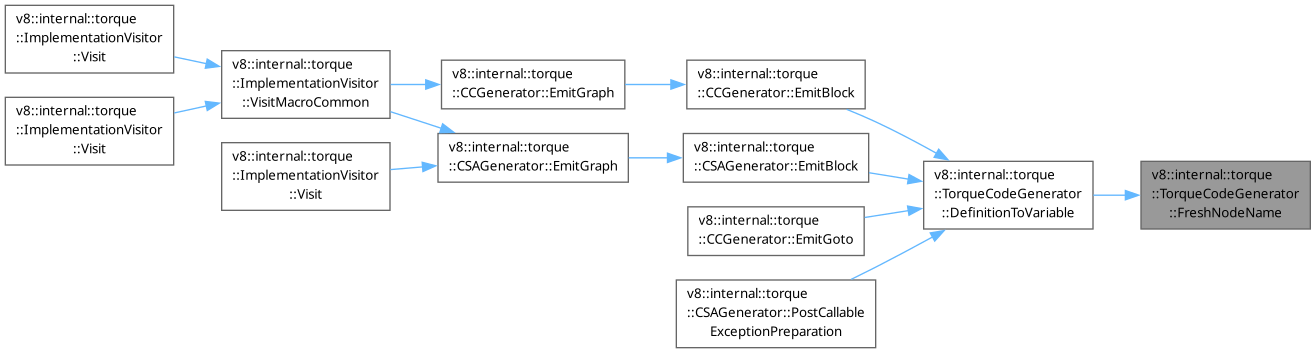 v8::internal::torque
::ImplementationVisitor
::Visit
v8::internal::torque
::ImplementationVisitor
::Visit
v8::internal::torque
::ImplementationVisitor
::VisitMacroCommon
v8::internal::torque
::ImplementationVisitor
::Visit
v8::internal::torque
::CCGenerator::EmitGraph
v8::internal::torque
::CSAGenerator::EmitGraph
v8::internal::torque
::CCGenerator::EmitBlock
v8::internal::torque
::CSAGenerator::EmitBlock
v8::internal::torque
::CCGenerator::EmitGoto
v8::internal::torque
::CSAGenerator::PostCallable
ExceptionPreparation
v8::internal::torque
::TorqueCodeGenerator
::DefinitionToVariable
v8::internal::torque
::TorqueCodeGenerator
::FreshNodeName